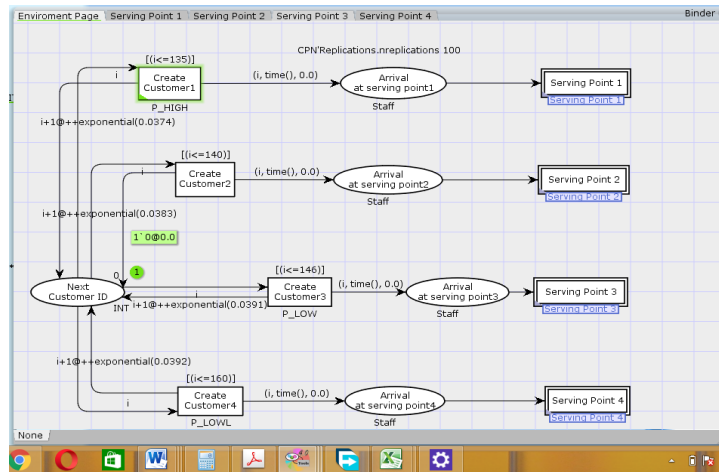 Enviroment Page Serving Point 1 Serving Point 2 Serving Point 3 Serving Point 4 Binder
CPN'Replications.nreplications 100
[(i<=135)]
i
Create
Customer1
(i, time(), 0.0)
Arrival
at serving point1
Serving Point 1
Serving Point 1
P_HIGH
Staff
i+1@++exponential(0.0374)
[(i<=140)]
i
Create
Customer2
(i, time(), 0.0)
Arrival
at serving point2
Serving Point 2
Serving Point 2
Staff
i+1@++exponential(0.0383)
1`0@0.0
0
1
[(i<=146)]
Next
Customer ID
INT
i
i+1@++exponential(0.0391)
Create
Customer3
(i, time(), 0.0)
Arrival
at serving point3
Serving Point 3
Serving Point 3
P_LOW
Staff
i+1@++exponential(0.0392)
[(i<=160)]
i
Create
Customer4
(i, time(), 0.0)
Arrival
at serving point4
Serving Point 4
Serving Point 4
P_LOWL
Staff
None